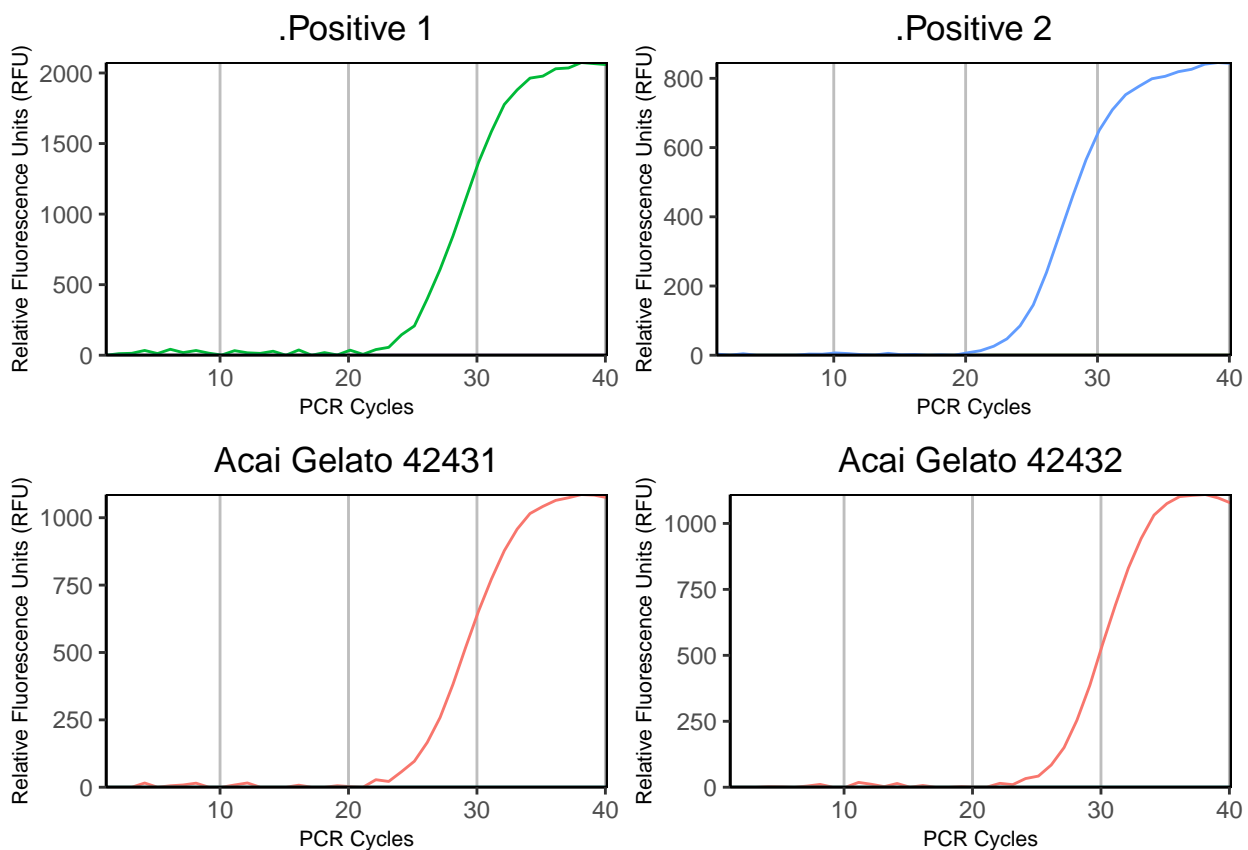 .Positive 1
Relative Fluorescence Units (RFU)
2000
1500
1000
500
0
10 20 30 40
PCR Cycles
.Positive 2
Relative Fluorescence Units (RFU)
800
600
400
200
0
10 20 30 40
PCR Cycles
Acai Gelato 42431
Relative Fluorescence Units (RFU)
1000
750
500
250
0
10 20 30 40
PCR Cycles
Acai Gelato 42432
Relative Fluorescence Units (RFU)
1000
750
500
250
0
10 20 30 40
PCR Cycles